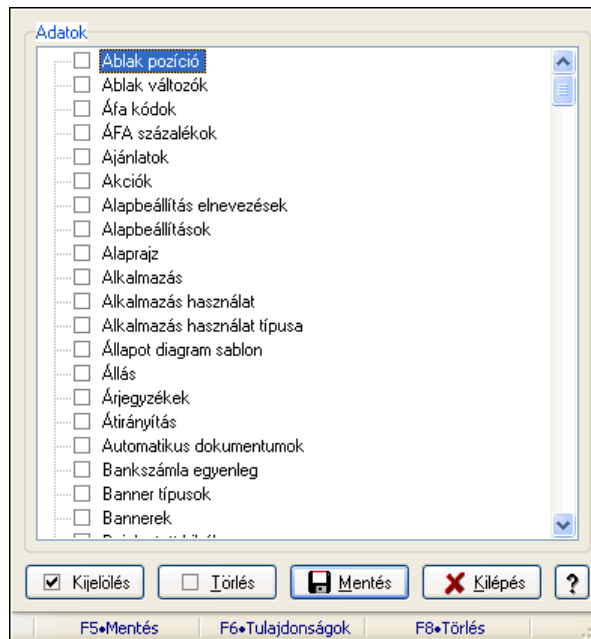 Adatok
Ablak pozíció
Ablak változók
Áfa kódok
ÁFA százalékok
Ajánlatok
Akciók
Alapbeállítás elnevezések
Alapbeállítások
Alaprajz
Alkalmazás
Alkalmazás használat
Alkalmazás használat típusa
Állapot diagram sablon
Állás
Árjegyzékek
Átirányítás
Automatikus dokumentumok
Bankszámla egyenleg
Banner típusok
Bannerek
Kijelölés Törlés Mentés Kilépés ?
F5•Mentés F6•Tulajdonságok F8•Törlés